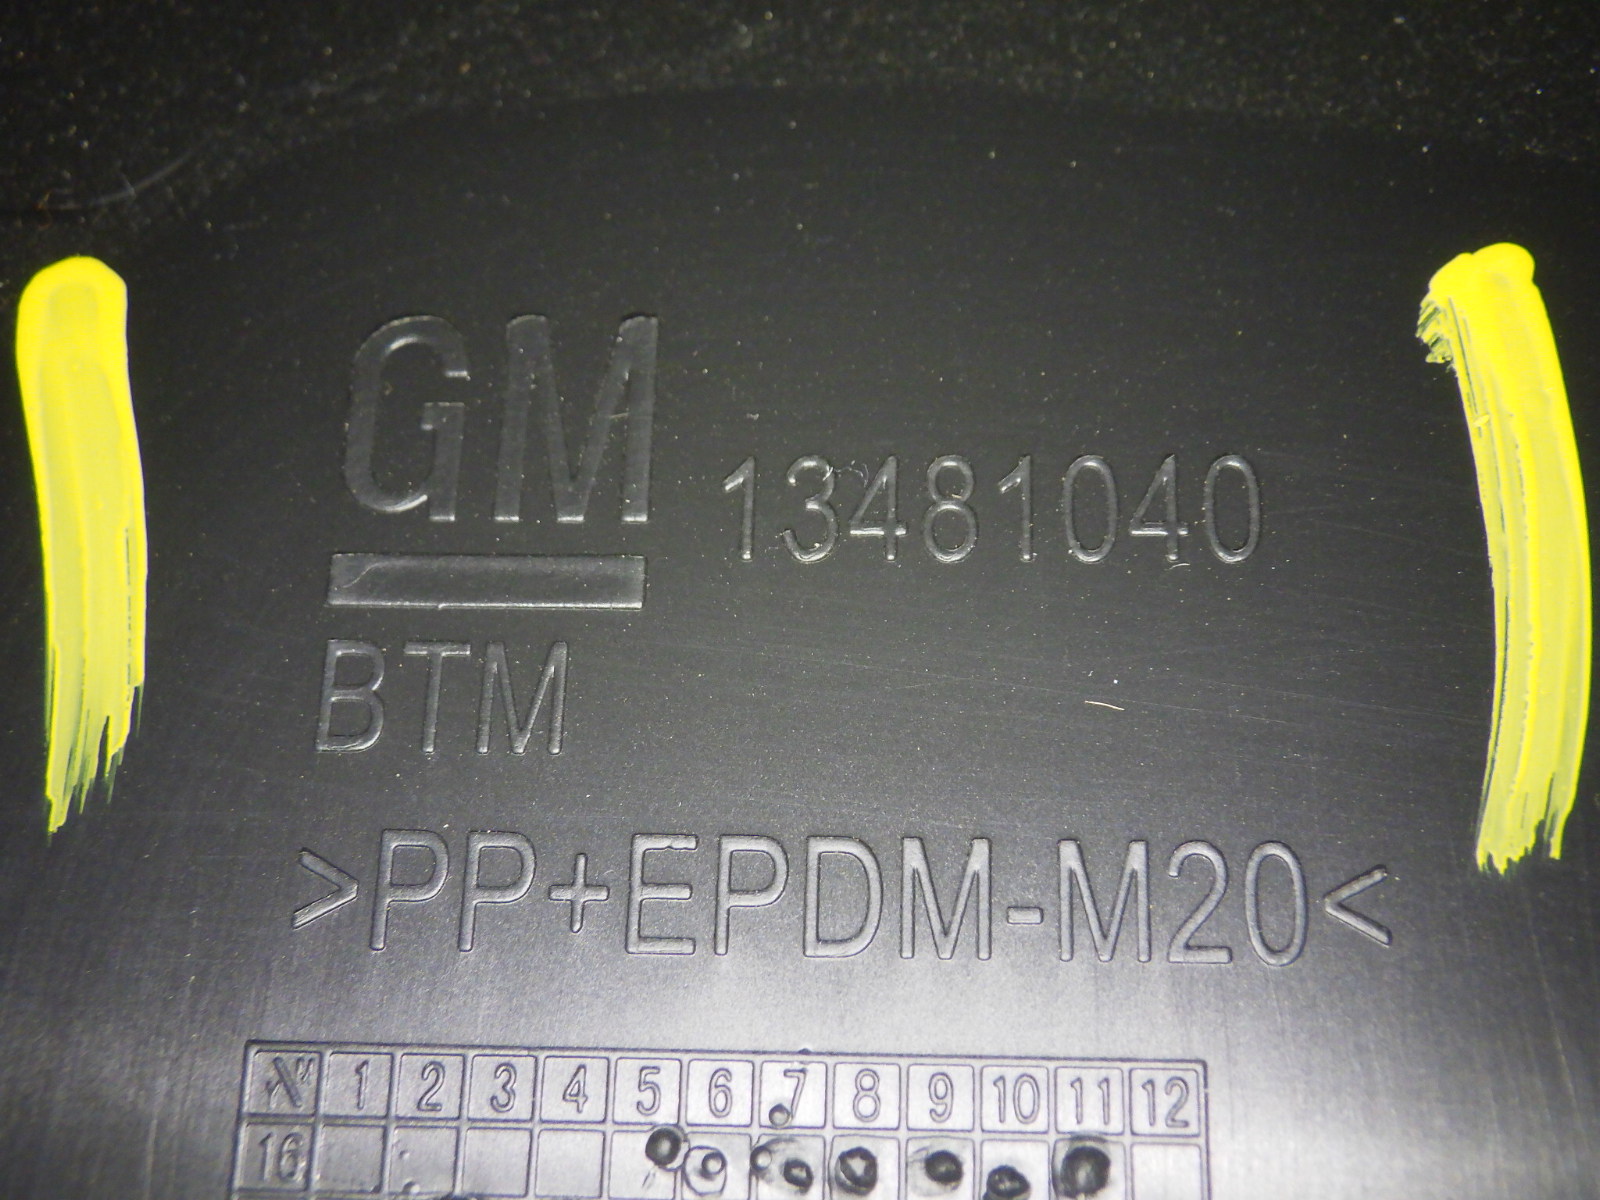 GM
13481040
BTM
>PP+EPDM-M20<
1 2 3 4 5 6 7 8 9 10 11 12
16